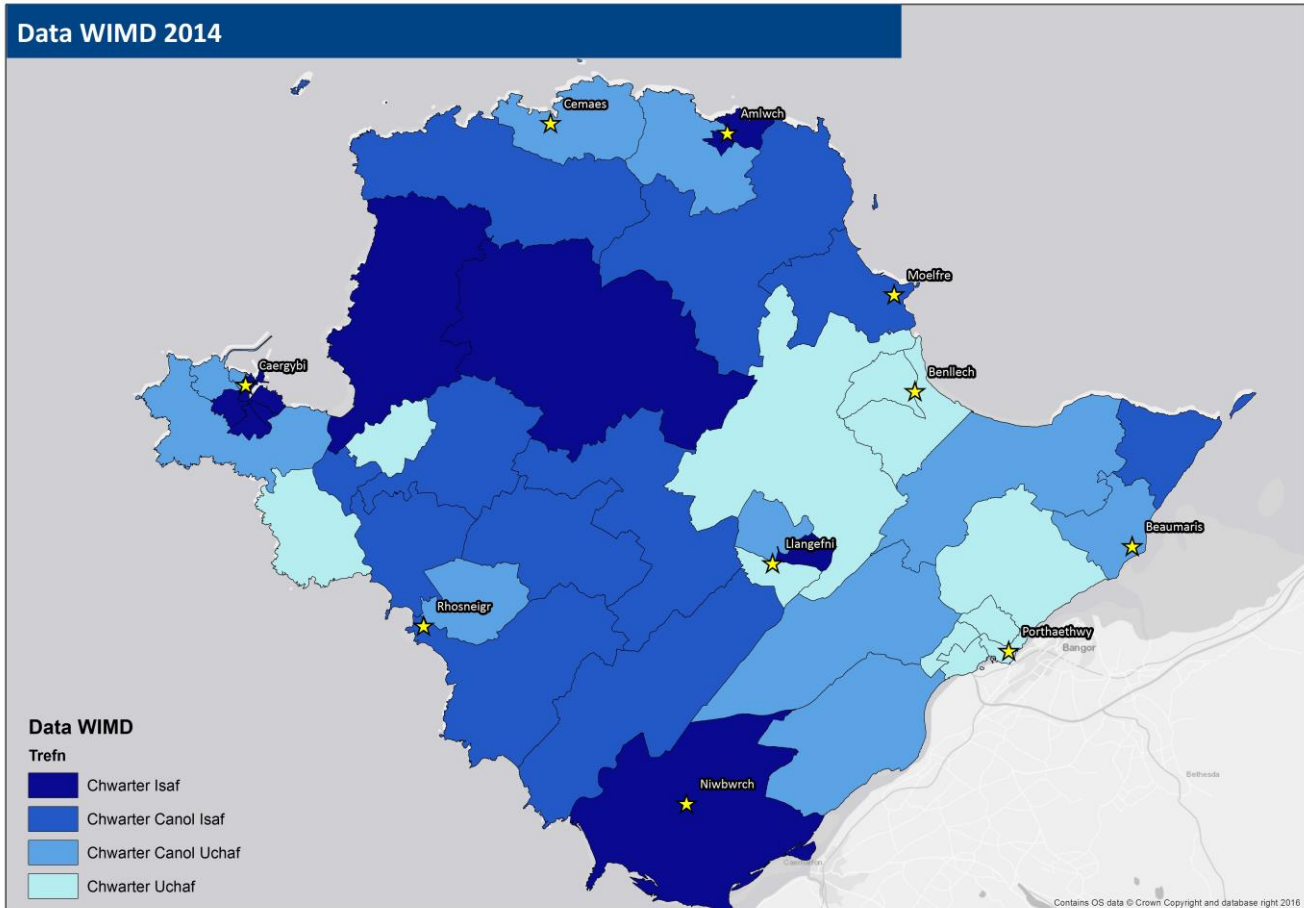 Data WIMD 2014
Cemaes
Amlwch
Moelfre
Caergybi
Benllech
Beaumaris
Llangefni
Rhosneigr
Porthaethwy
Bangor
Data WIMD
Trefn
Chwarter Isaf
Chwarter Canol Isaf
Chwarter Canol Uchaf
Chwarter Uchaf
Niwbwrch
Bethesda
Contains OS data © Crown Copyright and database right 2016